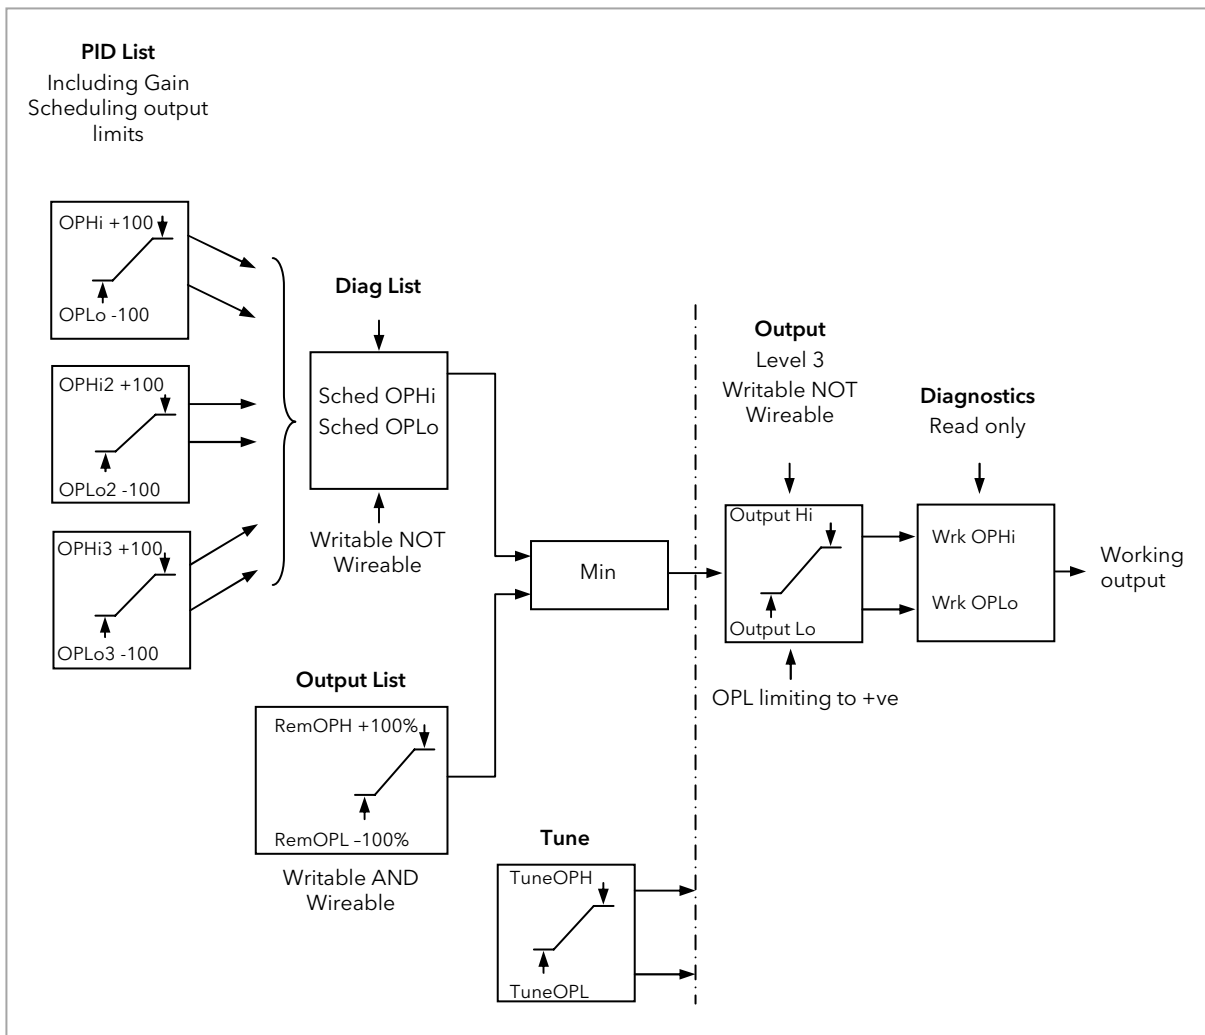 PID List
Including Gain
Scheduling output
limits
OPHi +100
OPLo -100
OPHi2 +100
OPLo2 -100
OPHi3 +100
OPLo3 -100
Diag List
Sched OPHi
Sched OPLo
Writable NOT
Wireable
Output List
RemOPH +100%
RemOPL –100%
Writable AND
Wireable
Min
Tune
TuneOPH
TuneOPL
Output
Level 3
Writable NOT
Wireable
Output Hi
Output Lo
OPL limiting to +ve
Diagnostics
Read only
Wrk OPHi
Wrk OPLo
Working
output